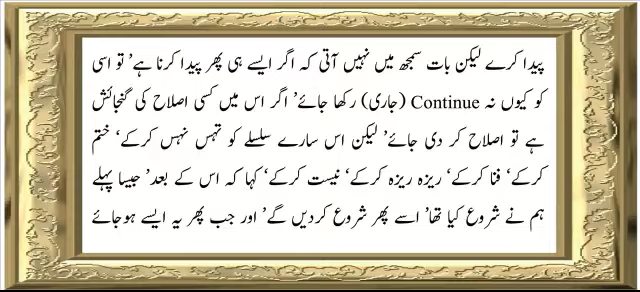 پیدا کرے لیکن بات سمجھ میں نہیں آتی کہ اگر ایسے ہی پھر پیدا کرنا ہے’ تو اسی
کو کیوں نہ Continue (جاری) رکھا جائے’ اگر اس میں کسی اصلاح کی گنجائش
ہے تو اصلاح کر دی جائے’ لیکن اس سارے سلسلے کو تہس نہس کرکے‘ ختم
کرکے‘ فنا کرکے‘ ریزہ ریزہ کرکے‘ نیست کرکے‘ کہا کہ اس کے بعد’ جیسا پہلے
ہم نے شروع کیا تھا’ اسے پھر شروع کردیں گے’ اور جب پھر یہ ایسے ہوجائے